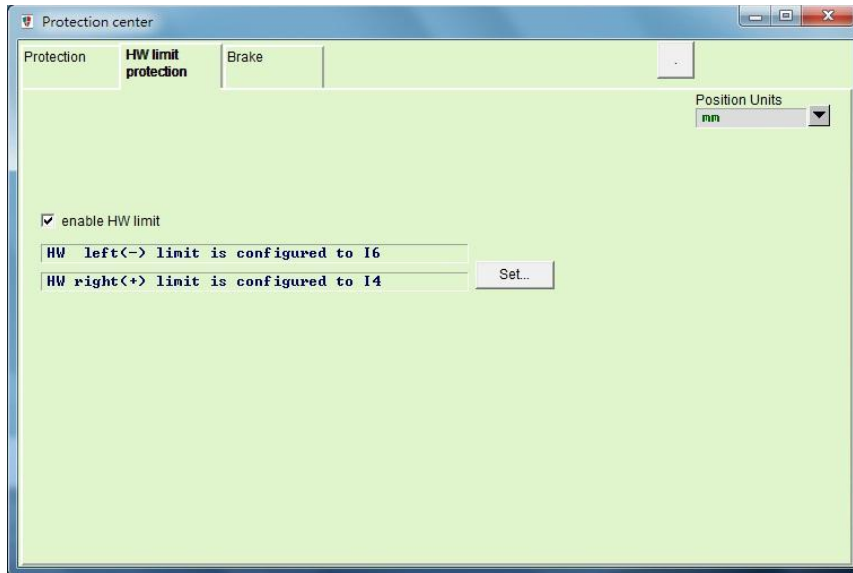 Protection center
Protection
HW limit
protection
Brake
.
Position Units
mm
enable HW limit
HW  left(-) limit is configured to I6
HW right(+) limit is configured to I4
Set...